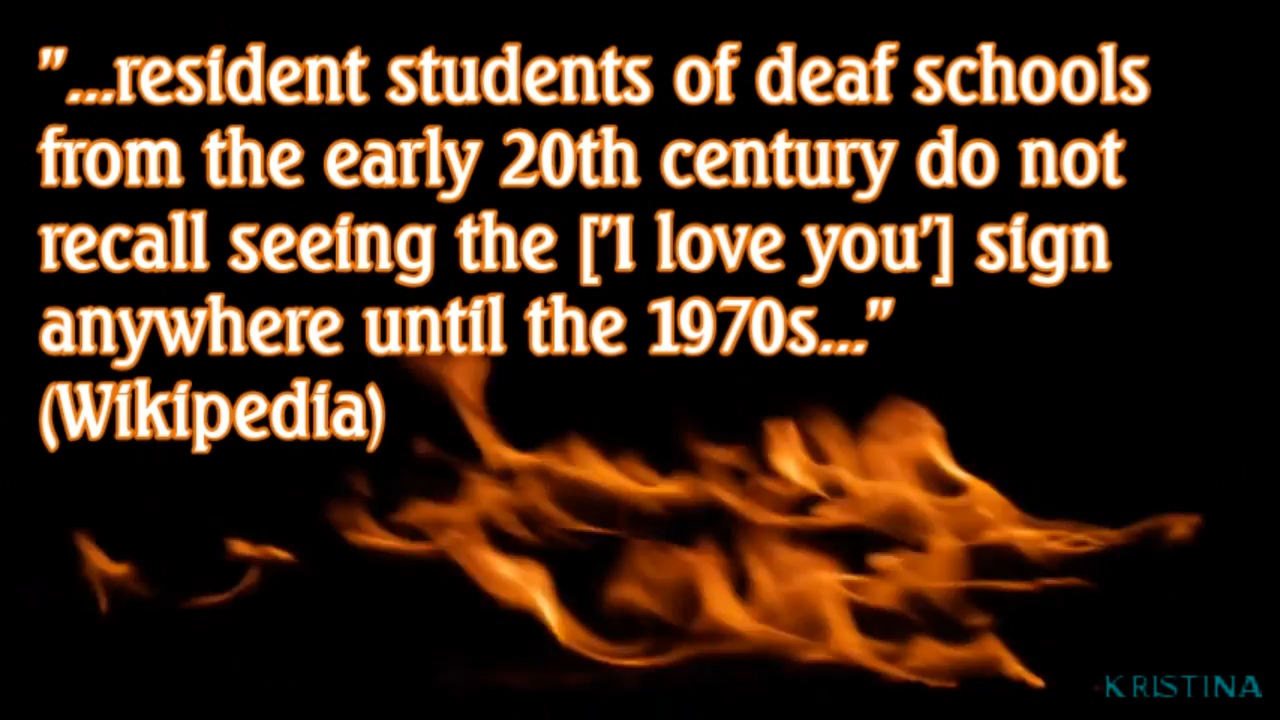 "...resident students of deaf schools
from the early 20th century do not
recall seeing the ['I love you'] sign
anywhere until the 1970s..."
(Wikipedia)
KRISTINA